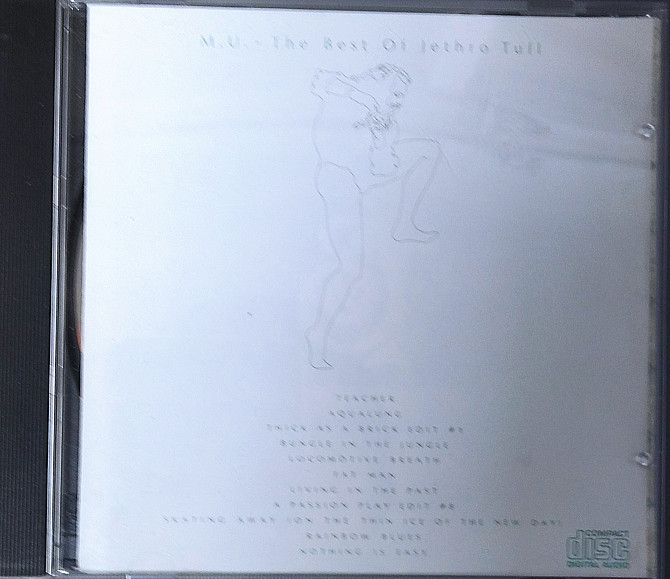 M.U. - The Best Of Jethro Tull
TEACHER
AQUALUNG
THICK AS A BRICK EDIT #1
BUNGLE IN THE JUNGLE
LOCOMOTIVE BREATH
FAT MAN
LIVING IN THE PAST
A PASSION PLAY EDIT #8
SKATING AWAY (ON THE THIN ICE OF THE NEW DAY)
RAINBOW BLUES
NOTHING IS EASY
COMPACT
disc
DIGITAL AUDIO